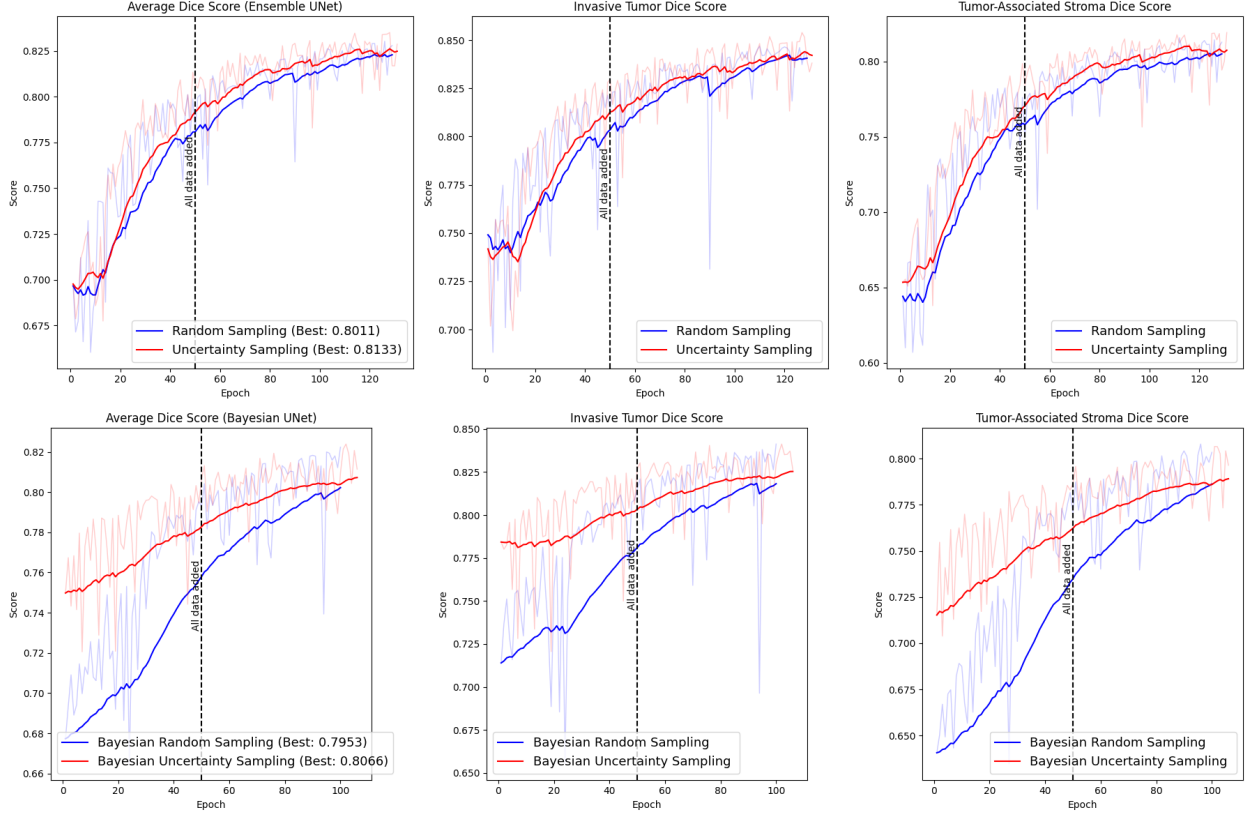 Average Dice Score (Ensemble UNet)
Score
0.825
0.800
0.775
0.750
0.725
0.700
0.675
All data added
Random Sampling (Best: 0.8011)
Uncertainty Sampling (Best: 0.8133)
0 20 40 60 80 100 120
Epoch
Invasive Tumor Dice Score
Score
0.850
0.825
0.800
0.775
0.750
0.725
0.700
All data added
Random Sampling
Uncertainty Sampling
0 20 40 60 80 100 120
Epoch
Tumor-Associated Stroma Dice Score
Score
0.80
0.75
0.70
0.65
0.60
All data added
Random Sampling
Uncertainty Sampling
0 20 40 60 80 100 120
Epoch
Average Dice Score (Bayesian UNet)
Score
0.82
0.80
0.78
0.76
0.74
0.72
0.70
0.68
0.66
All data added
Bayesian Random Sampling (Best: 0.7953)
Bayesian Uncertainty Sampling (Best: 0.8066)
0 20 40 60 80 100
Epoch
Invasive Tumor Dice Score
Score
0.850
0.825
0.800
0.775
0.750
0.725
0.700
0.675
0.650
All data added
Bayesian Random Sampling
Bayesian Uncertainty Sampling
0 20 40 60 80 100
Epoch
Tumor-Associated Stroma Dice Score
Score
0.800
0.775
0.750
0.725
0.700
0.675
0.650
All data added
Bayesian Random Sampling
Bayesian Uncertainty Sampling
0 20 40 60 80 100
Epoch